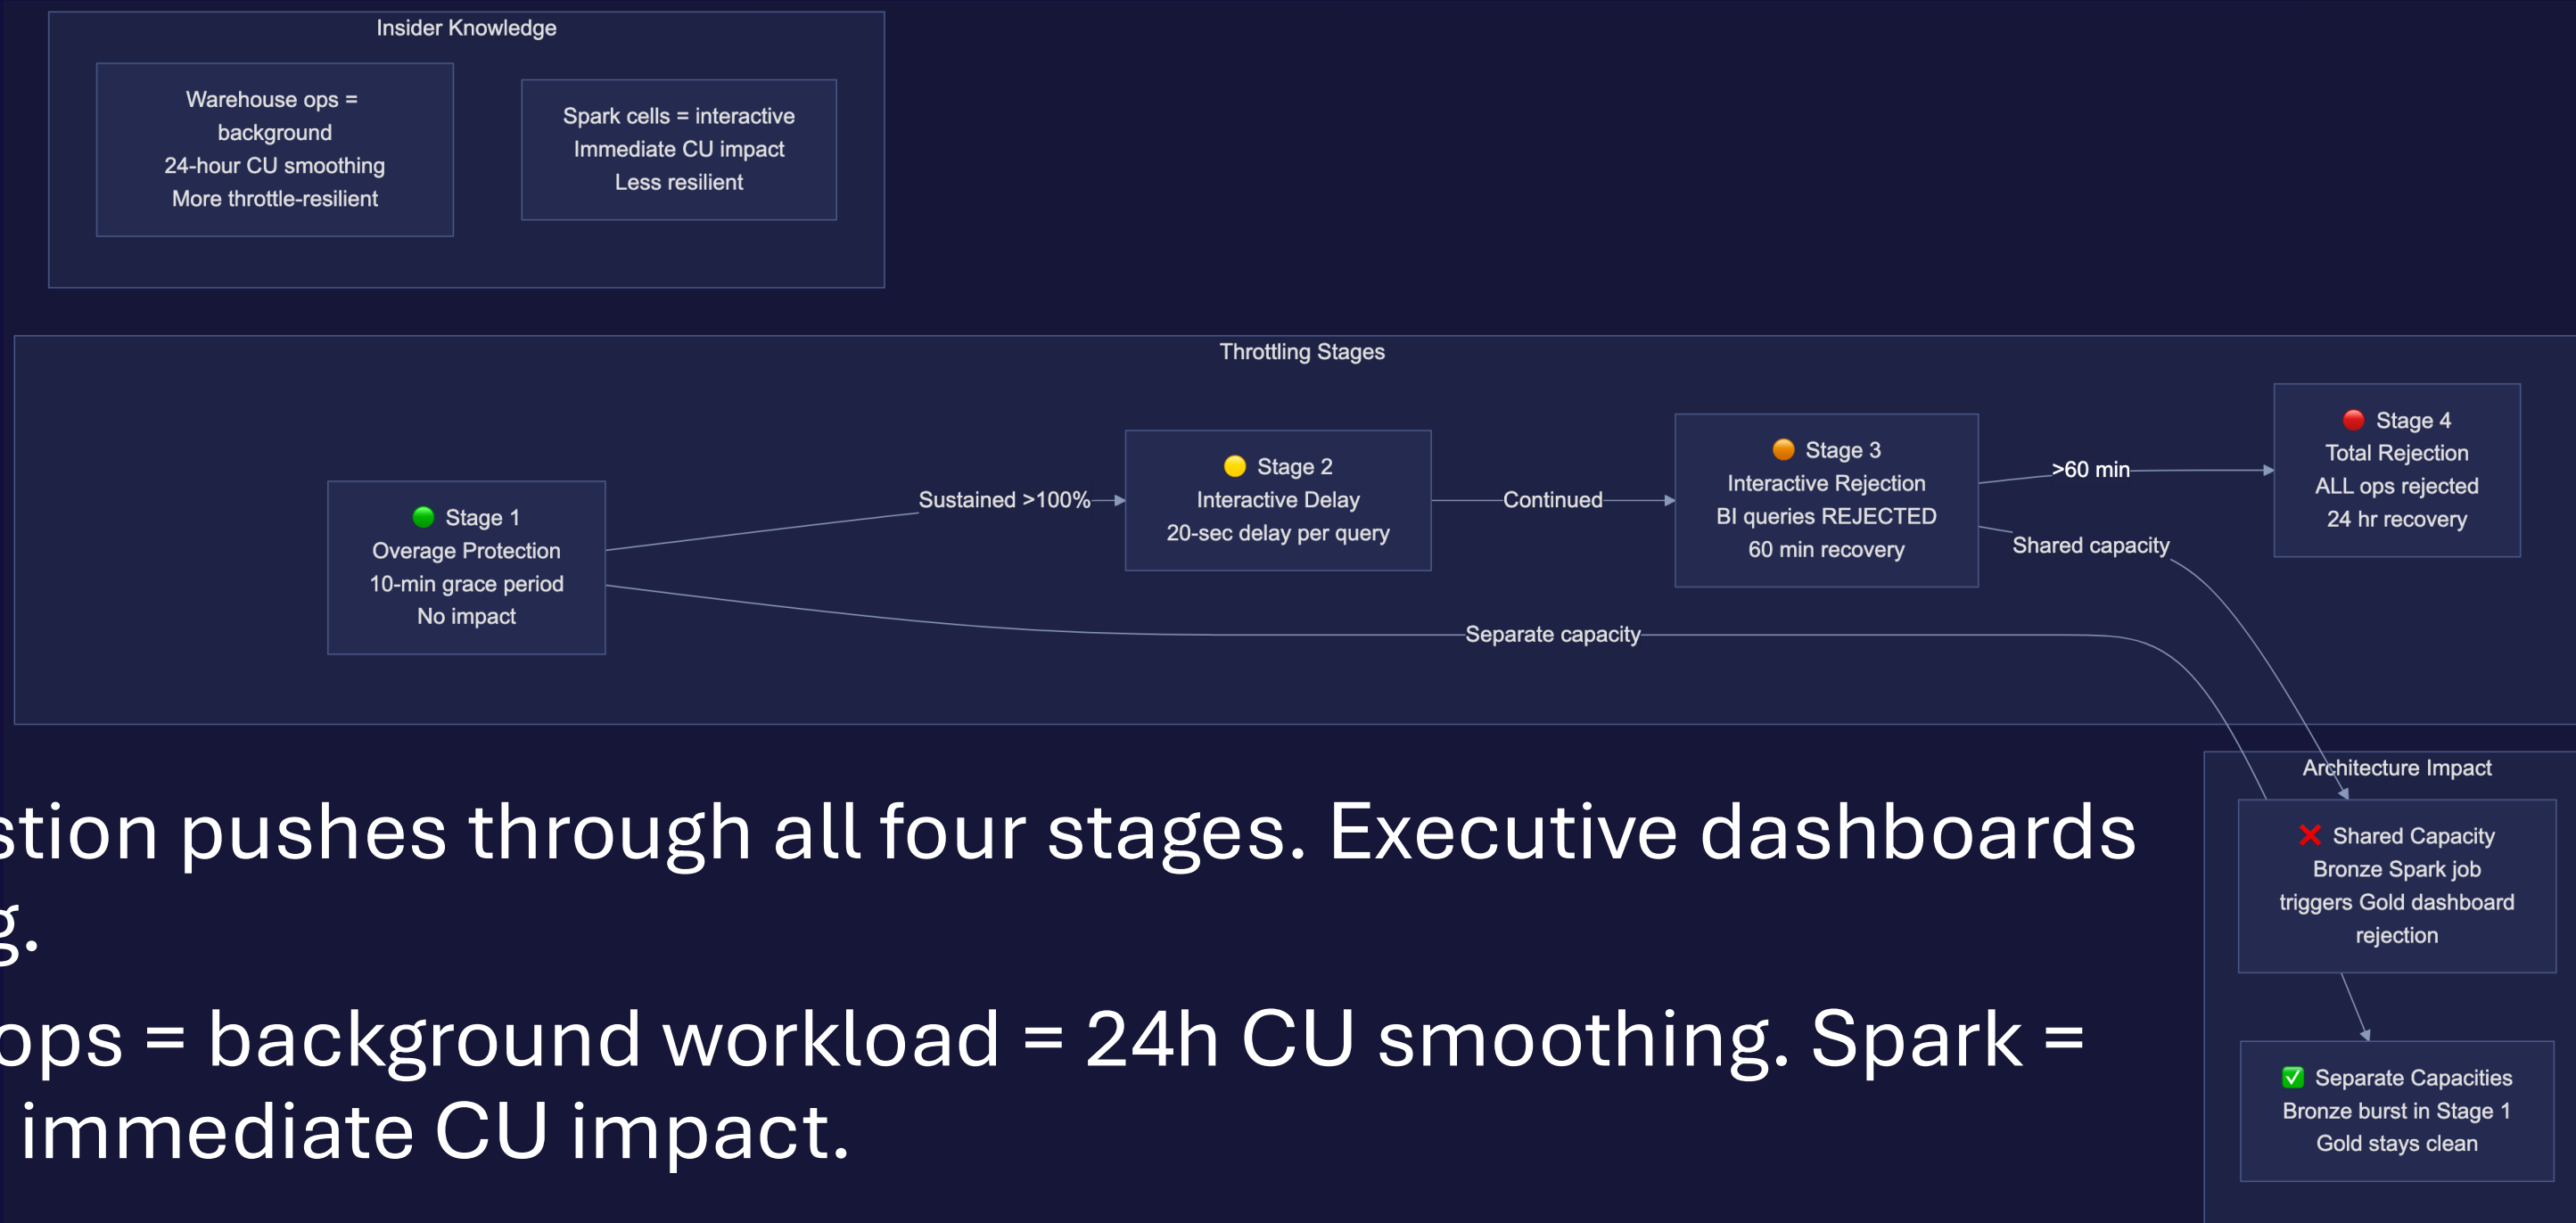 Insider Knowledge
Warehouse ops =
background
24-hour CU smoothing
More throttle-resilient
Spark cells = interactive
Immediate CU impact
Less resilient
Throttling Stages
🟢 Stage 1
Overage Protection
10-min grace period
No impact
Sustained >100%
🟡 Stage 2
Interactive Delay
20-sec delay per query
Continued
🟠 Stage 3
Interactive Rejection
BI queries REJECTED
60 min recovery
>60 min
🔴 Stage 4
Total Rejection
ALL ops rejected
24 hr recovery
Shared capacity
Separate capacity
Architecture Impact
❌ Shared Capacity
Bronze Spark job
triggers Gold dashboard
rejection
✅ Separate Capacities
Bronze burst in Stage 1
Gold stays clean
stion pushes through all four stages. Executive dashboards
g.
ops = background workload = 24h CU smoothing. Spark =
immediate CU impact.